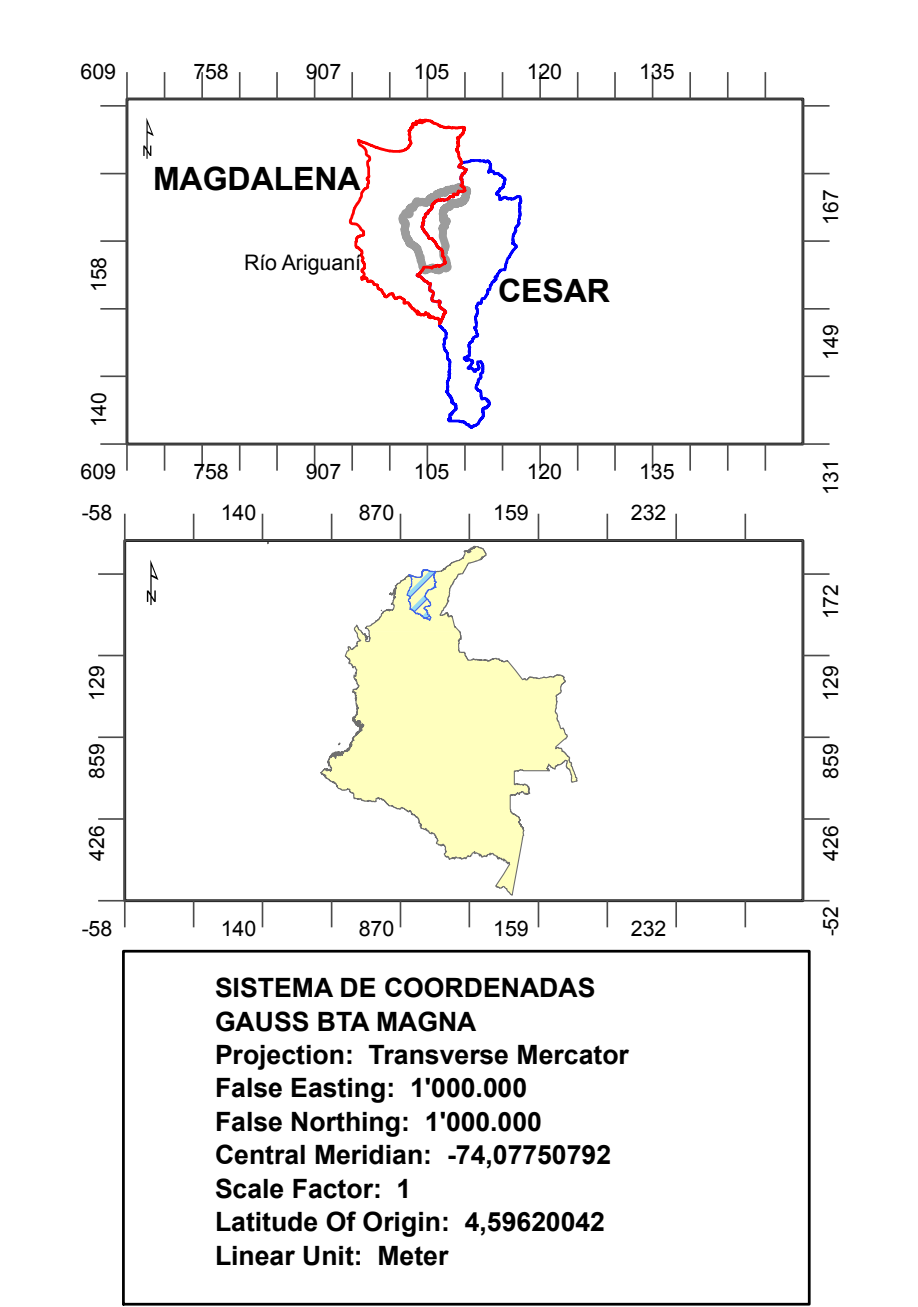 609 758 907 105 120 135
MAGDALENA
167
Río Ariguaní
158
CESAR
149
140
609 758 907 105 120 135
131
-58 140 870 159 232
172
129 129
859 859
426 426
-58 140 870 159 232
-52
SISTEMA DE COORDENADAS
GAUSS BTA MAGNA
Projection: Transverse Mercator
False Easting: 1'000.000
False Northing: 1'000.000
Central Meridian: -74,07750792
Scale Factor: 1
Latitude Of Origin: 4,59620042
Linear Unit: Meter